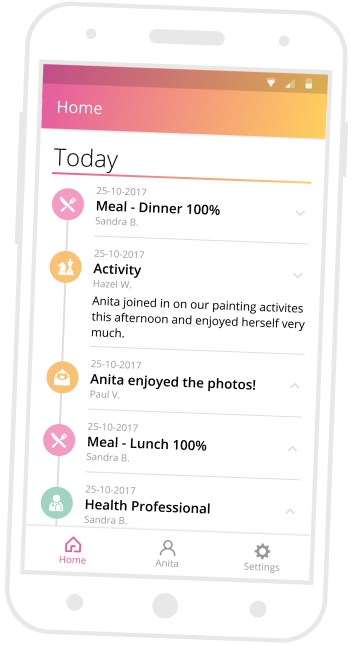 Home
Today
25-10-2017
Meal - Dinner 100%
Sandra B.
25-10-2017
Activity
Hazel W.
Anita joined in on our painting activites
this afternoon and enjoyed herself very
much.
25-10-2017
Anita enjoyed the photos!
Paul V.
25-10-2017
Meal - Lunch 100%
Sandra B.
25-10-2017
Health Professional
Sandra B.
Home
Anita
Settings